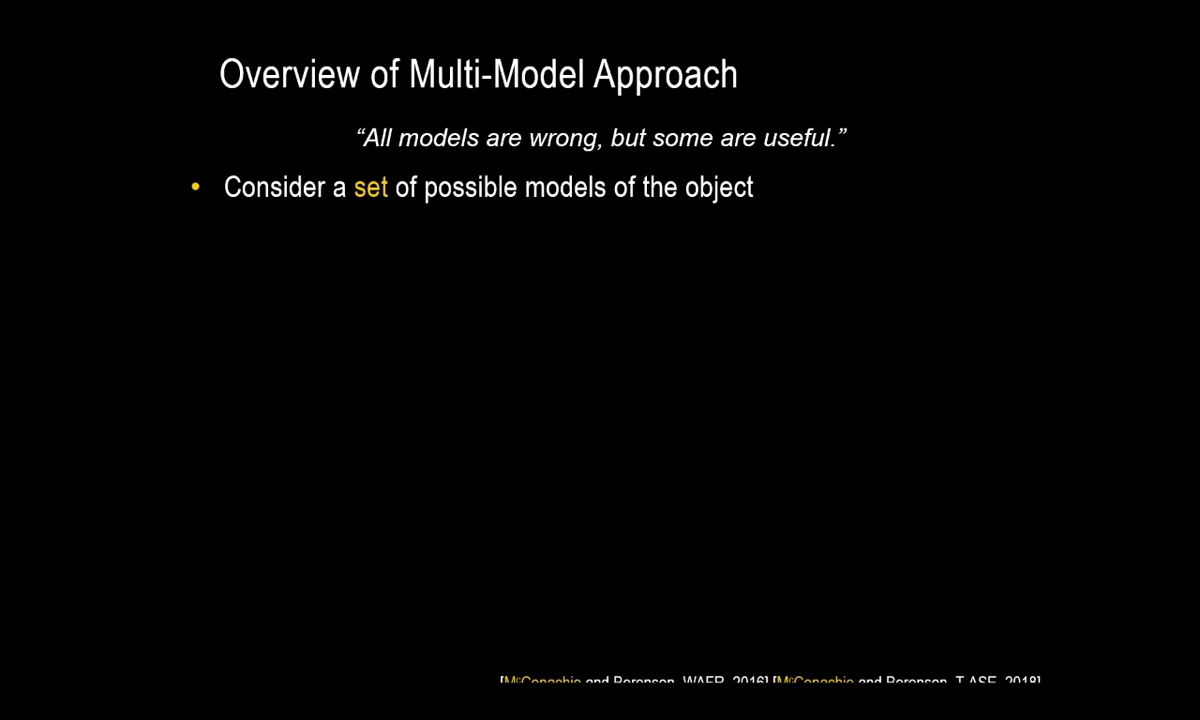 Overview of Multi-Model Approach
“All models are wrong, but some are useful.”
• Consider a set of possible models of the object
[McConachie and Berenson, WAFR, 2016] [McConachie and Berenson, T-ASE, 2018]